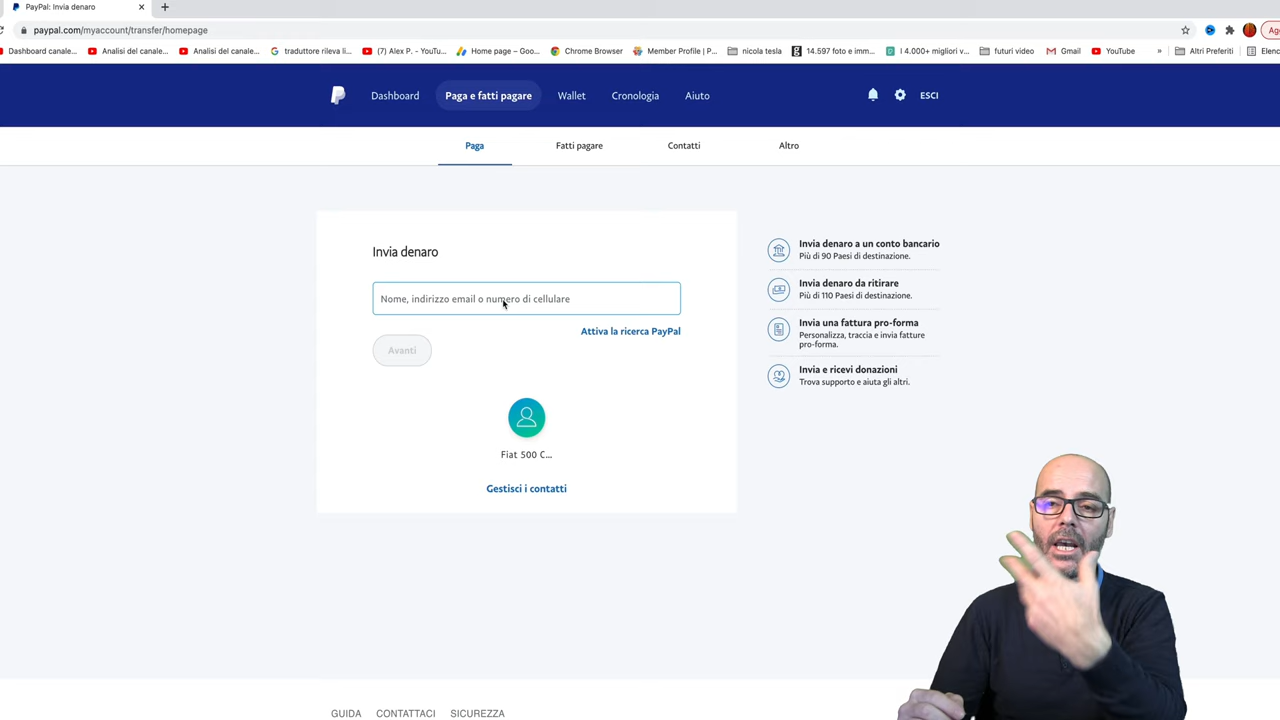 PayPal: Invia denaro
paypal.com/myaccount/transfer/homepage
Dashboard canale...
Analisi del canale...
Analisi del canale...
traduttore rileva li...
(7) Alex P. - YouTu...
Home page – Goo...
Chrome Browser
Member Profile | P...
nicola tesla
14.597 foto e imm...
I 4.000+ migliori v...
futuri video
Gmail
YouTube
»
Altri Preferiti
Elenc
Dashboard
Paga e fatti pagare
Wallet
Cronologia
Aiuto
ESCI
Paga
Fatti pagare
Contatti
Altro
Invia denaro
Nome, indirizzo email o numero di cellulare
Attiva la ricerca PayPal
Avanti
Fiat 500 C...
Gestisci i contatti
Invia denaro a un conto bancario
Più di 90 Paesi di destinazione.
Invia denaro da ritirare
Più di 110 Paesi di destinazione.
Invia una fattura pro-forma
Personalizza, traccia e invia fatture
pro-forma.
Invia e ricevi donazioni
Trova supporto e aiuta gli altri.
GUIDA
CONTATTACI
SICUREZZA